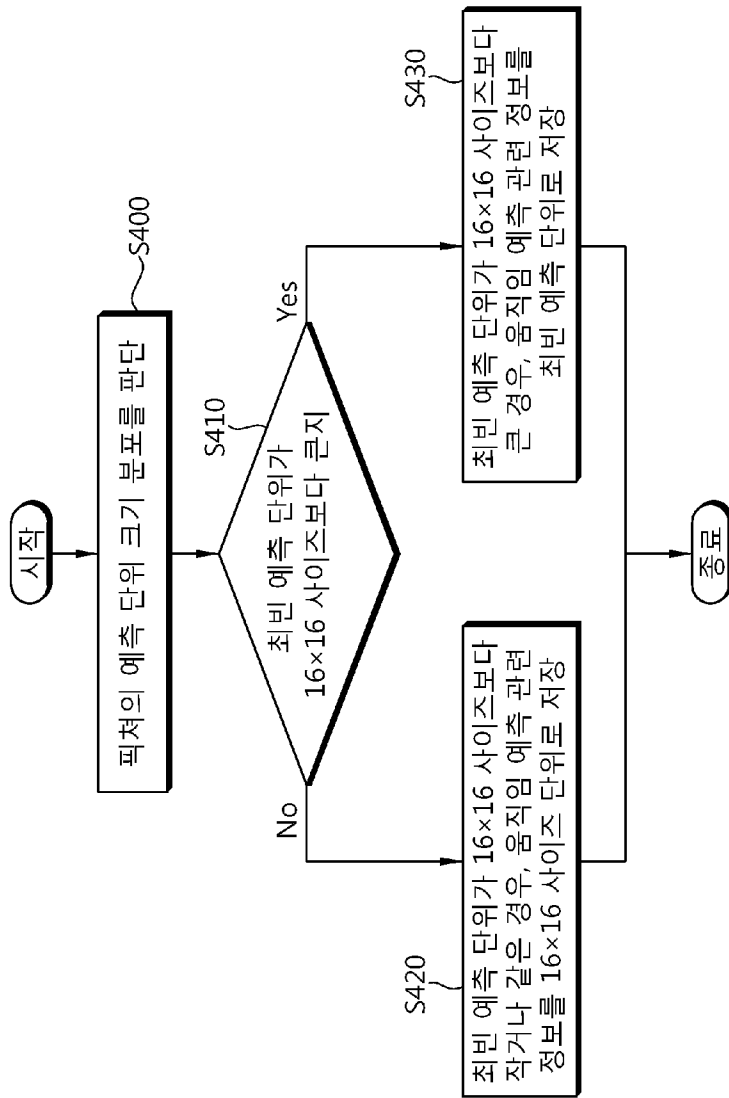 시작
픽쳐의 예측 단위 크기 분포를 판단
S400
최빈 예측 단위가
16×16 사이즈보다 큰지
S410
No
Yes
최빈 예측 단위가 16×16 사이즈보다
작거나 같은 경우, 움직임 예측 관련
정보를 16×16 사이즈 단위로 저장
S420
최빈 예측 단위가 16×16 사이즈보다
큰 경우, 움직임 예측 관련 정보를
최빈 예측 단위로 저장
S430
종료